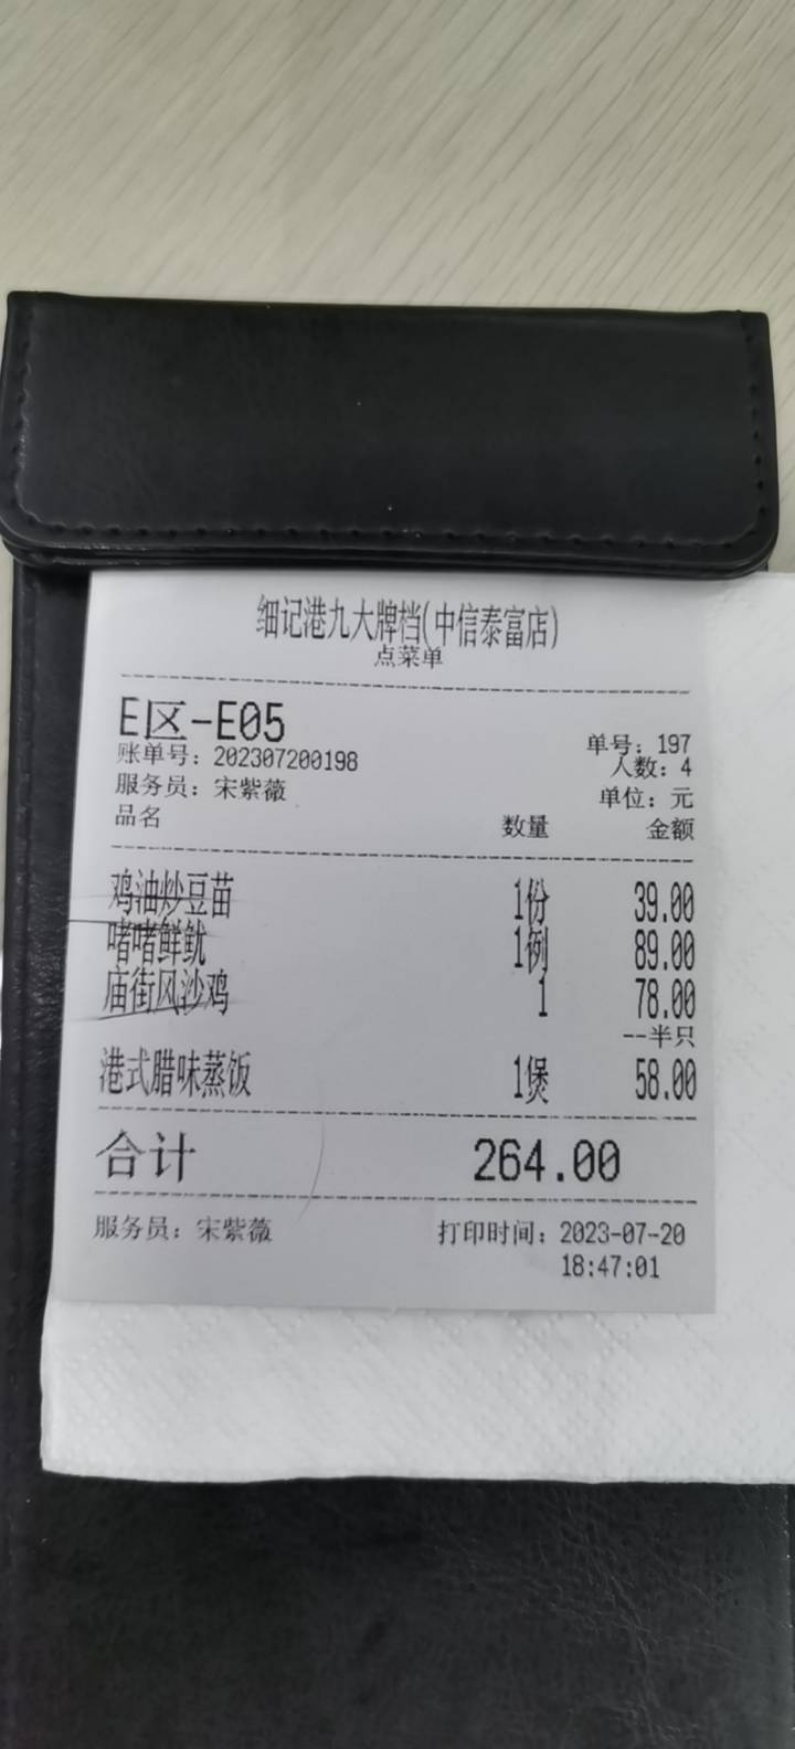 细记港九大牌档(中信泰富店)
点菜单
E区-E05
账单号：202307200198 单号：197
人数：4
服务员：宋紫薇 单位：元
品名 数量 金额
鸡油炒豆苗 1份 39.00
啫啫鲜鱿 1例 89.00
庙街风沙鸡 1 78.00
--半只
港式腊味蒸饭 1煲 58.00
合计 264.00
服务员：宋紫薇 打印时间：2023-07-20
18:47:01